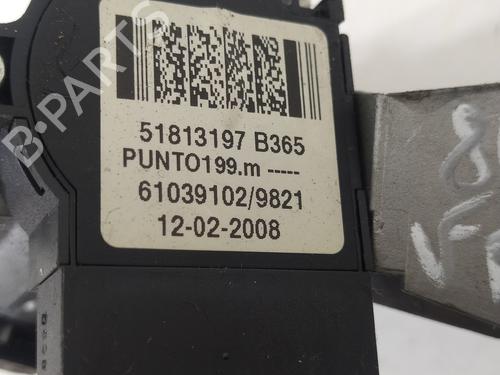 B-PARTS
51813197 B365
PUNTO199.m -----
61039102/9821
12-02-2008